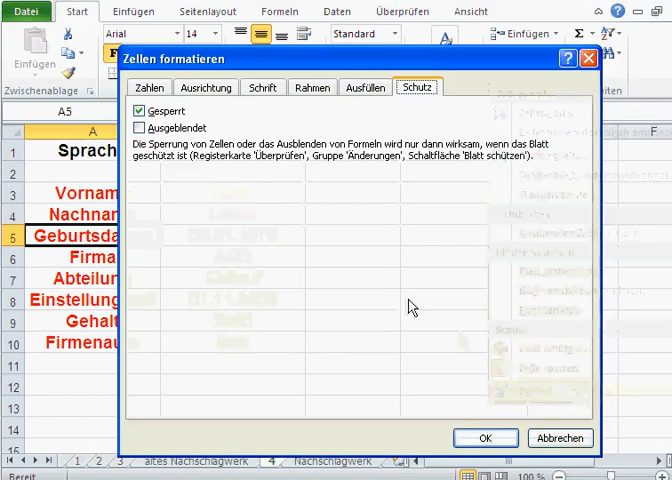 Datei Start Einfügen Seitenlayout Formeln Daten Überprüfen Ansicht
Arial 14 Standard Einfügen Σ
Einfügen F A
Zwischenablage
Zellen formatieren
A5
Zahlen Ausrichtung Schrift Rahmen Ausfüllen Schutz
Gesperrt
Ausgeblendet
Die Sperrung von Zellen oder das Ausblenden von Formeln wird nur dann wirksam, wenn das Blatt
geschützt ist (Registerkarte 'Überprüfen', Gruppe 'Änderungen', Schaltfläche 'Blatt schützen').
A F
1 Sprach
2
3 Vornam
4 Nachnam
5 Geburtsda
6 Firma
7 Abteilung
8 Einstellung
9 Gehalt
10 Firmenau
11
12
13
14
OK Abbrechen
1 2 3 altes Nachschlagwerk 4 Nachschlagwerk
Bereit 100 %